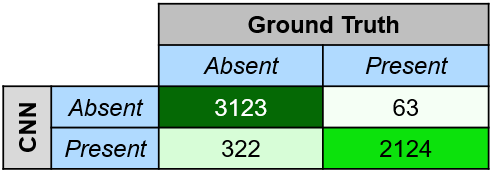 Ground Truth
Absent Present
CNN
Absent 3123 63
Present 322 2124